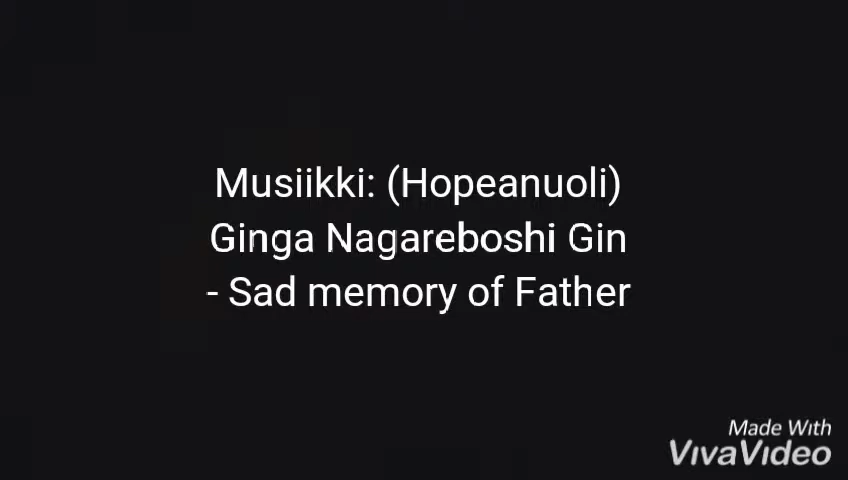 Musiikki: (Hopeanuoli)
Ginga Nagareboshi Gin
- Sad memory of Father
Made With
VivaVideo